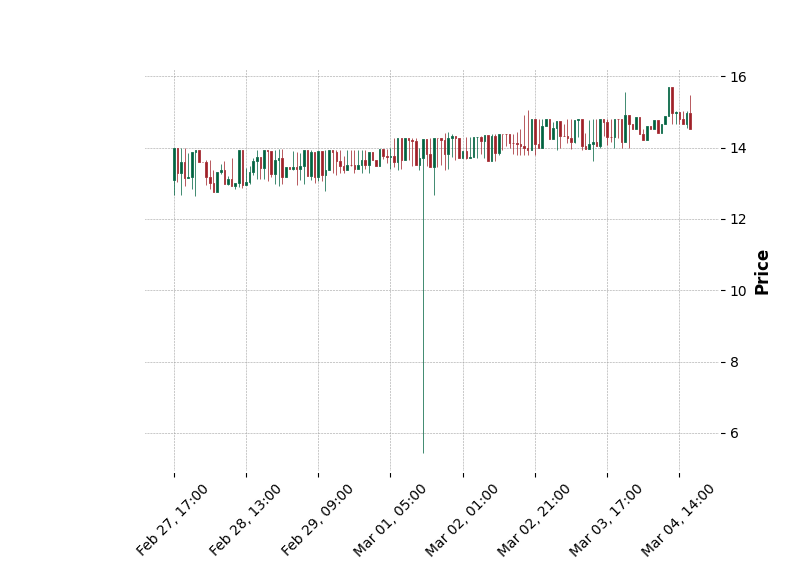 16
14
12
10
8
6
Price
Feb 27, 17:00
Feb 28, 13:00
Feb 29, 09:00
Mar 01, 05:00
Mar 02, 01:00
Mar 02, 21:00
Mar 03, 17:00
Mar 04, 14:00